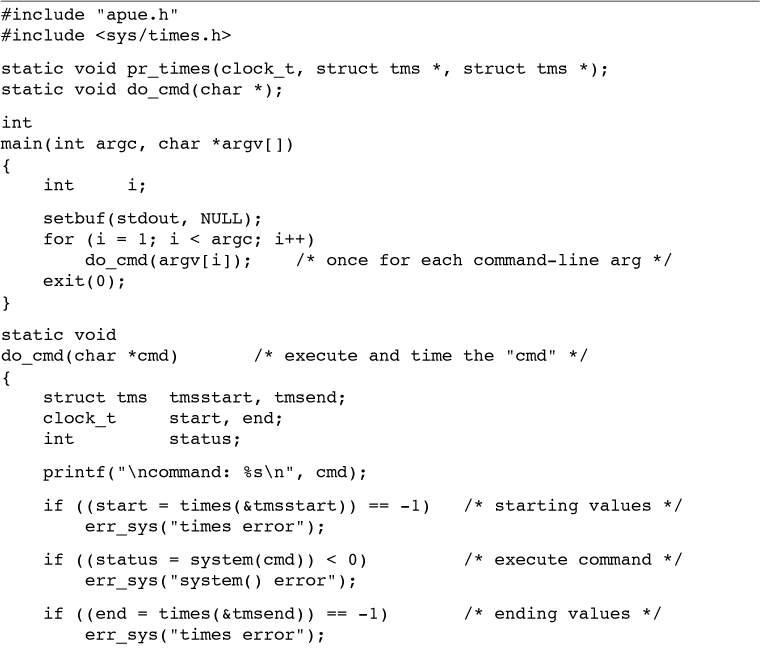 #include "apue.h"
#include <sys/times.h>
static void pr_times(clock_t, struct tms *, struct tms *);
static void do_cmd(char *);
int
main(int argc, char *argv[])
{
    int     i;
    setbuf(stdout, NULL);
    for (i = 1; i < argc; i++)
        do_cmd(argv[i]);    /* once for each command-line arg */
    exit(0);
}
static void
do_cmd(char *cmd)       /* execute and time the "cmd" */
{
    struct tms  tmsstart, tmsend;
    clock_t     start, end;
    int         status;
    printf("\ncommand: %s\n", cmd);
    if ((start = times(&tmsstart)) == -1)   /* starting values */
        err_sys("times error");
    if ((status = system(cmd)) < 0)         /* execute command */
        err_sys("system() error");
    if ((end = times(&tmsend)) == -1)       /* ending values */
        err_sys("times error");